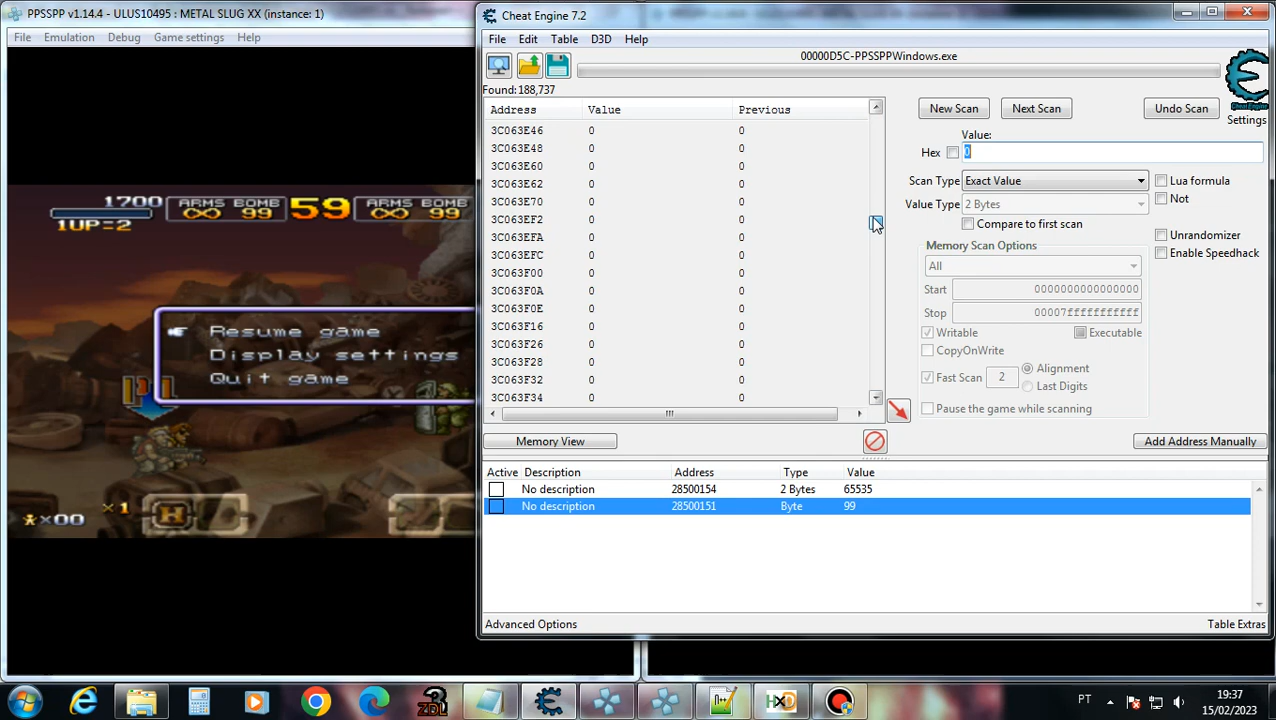 PPSSPP v1.14.4 - ULUS10495 : METAL SLUG XX (instance: 1)
File Emulation Debug Game settings Help
1700 ARMS BOMB 59 ARMS BOMB
∞ 99 ∞ 99
1UP=2
Resume game
Display settings
Quit game
×00 ×1 H
Cheat Engine 7.2
File Edit Table D3D Help
00000D5C-PPSSPPWindows.exe
Found:188,737
Address Value Previous
3C063E46 0 0
3C063E48 0 0
3C063E60 0 0
3C063E62 0 0
3C063E70 0 0
3C063EF2 0 0
3C063EFA 0 0
3C063EFC 0 0
3C063F00 0 0
3C063F0A 0 0
3C063F0E 0 0
3C063F16 0 0
3C063F26 0 0
3C063F28 0 0
3C063F32 0 0
3C063F34 0 0
New Scan Next Scan Undo Scan
Cheat Engine
Settings
Value:
Hex 0
Scan Type Exact Value Lua formula
Not
Value Type 2 Bytes
Compare to first scan
Unrandomizer
Enable Speedhack
Memory Scan Options
All
Start 0000000000000000
Stop 00007fffffffffff
Writable Executable
CopyOnWrite
Fast Scan 2 Alignment
Last Digits
Pause the game while scanning
Memory View Add Address Manually
Active Description Address Type Value
No description 28500154 2 Bytes 65535
No description 28500151 Byte 99
Advanced Options Table Extras
ZDL HXD PT 19:37
15/02/2023